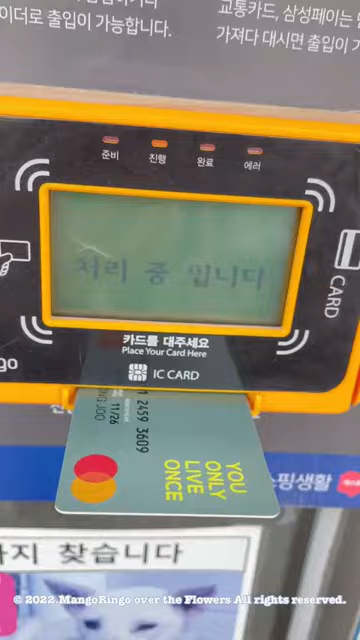 이더로 출입이 가능합니다.
교통카드, 삼성페이는
가져다 대시면 출입이
준비 진행 완료 에러
처리 중 입니다
CARD
카드를 대주세요
Place Your Card Here
IC CARD
go
2459 3609
11/26
YOU
ONLY
LIVE
ONCE
쇼핑생활
지 찾습니다
© 2022.MangoRingo over the Flowers All rights reserved.